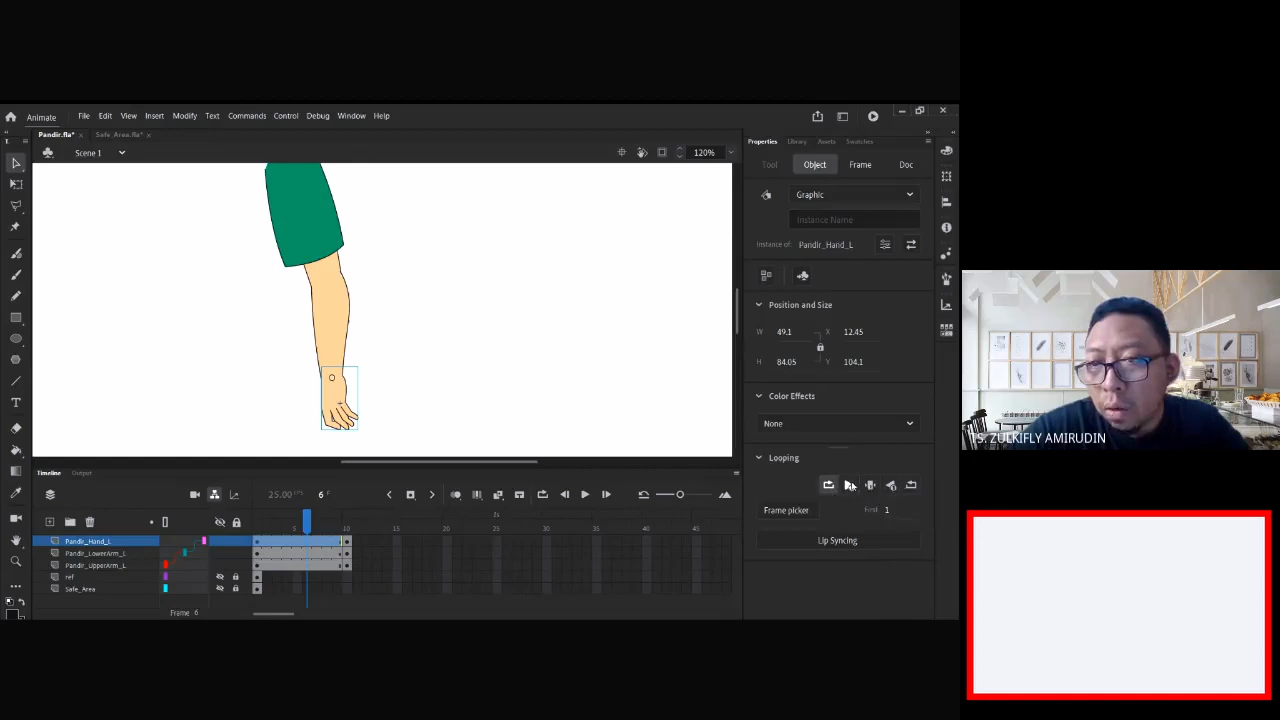 Animate File Edit View Insert Modify Text Commands Control Debug Window Help
Pandir.fla* Safe_Area.fla*
Scene 1 120%
Properties Library Assets Swatches
Tool Object Frame Doc
Graphic
Instance Name
Instance of: Pandir_Hand_L
Position and Size
W 49.1 X 12.45
H 84.05 Y 104.1
Color Effects
None
Looping
Frame picker First 1
Lip Syncing
TS. ZULKIFLY AMIRUDIN
Timeline Output
25.00 FPS 6 F
1s
5 10 15 20 25 30 35 40 45
Pandir_Hand_L
Pandir_LowerArm_L
Pandir_UpperArm_L
ref
Safe_Area
Frame 6